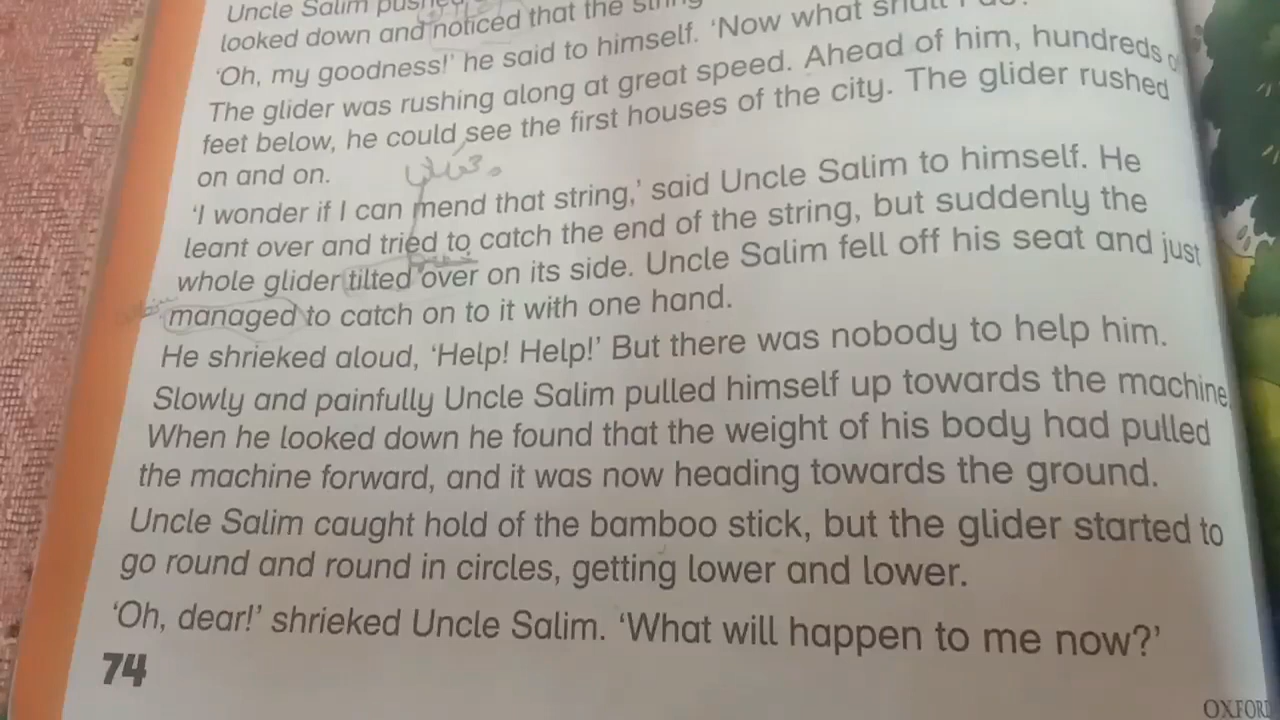 Uncle Salim pushed
looked down and noticed that the string
'Oh, my goodness!' he said to himself. 'Now what shall I do?
The glider was rushing along at great speed. Ahead of him, hundreds of
feet below, he could see the first houses of the city. The glider rushed
on and on.
'I wonder if I can mend that string,' said Uncle Salim to himself. He
leant over and tried to catch the end of the string, but suddenly the
whole glider tilted over on its side. Uncle Salim fell off his seat and just
managed to catch on to it with one hand.
He shrieked aloud, 'Help! Help!' But there was nobody to help him.
Slowly and painfully Uncle Salim pulled himself up towards the machine.
When he looked down he found that the weight of his body had pulled
the machine forward, and it was now heading towards the ground.
Uncle Salim caught hold of the bamboo stick, but the glider started to
go round and round in circles, getting lower and lower.
'Oh, dear!' shrieked Uncle Salim. 'What will happen to me now?'
74
OXFORD